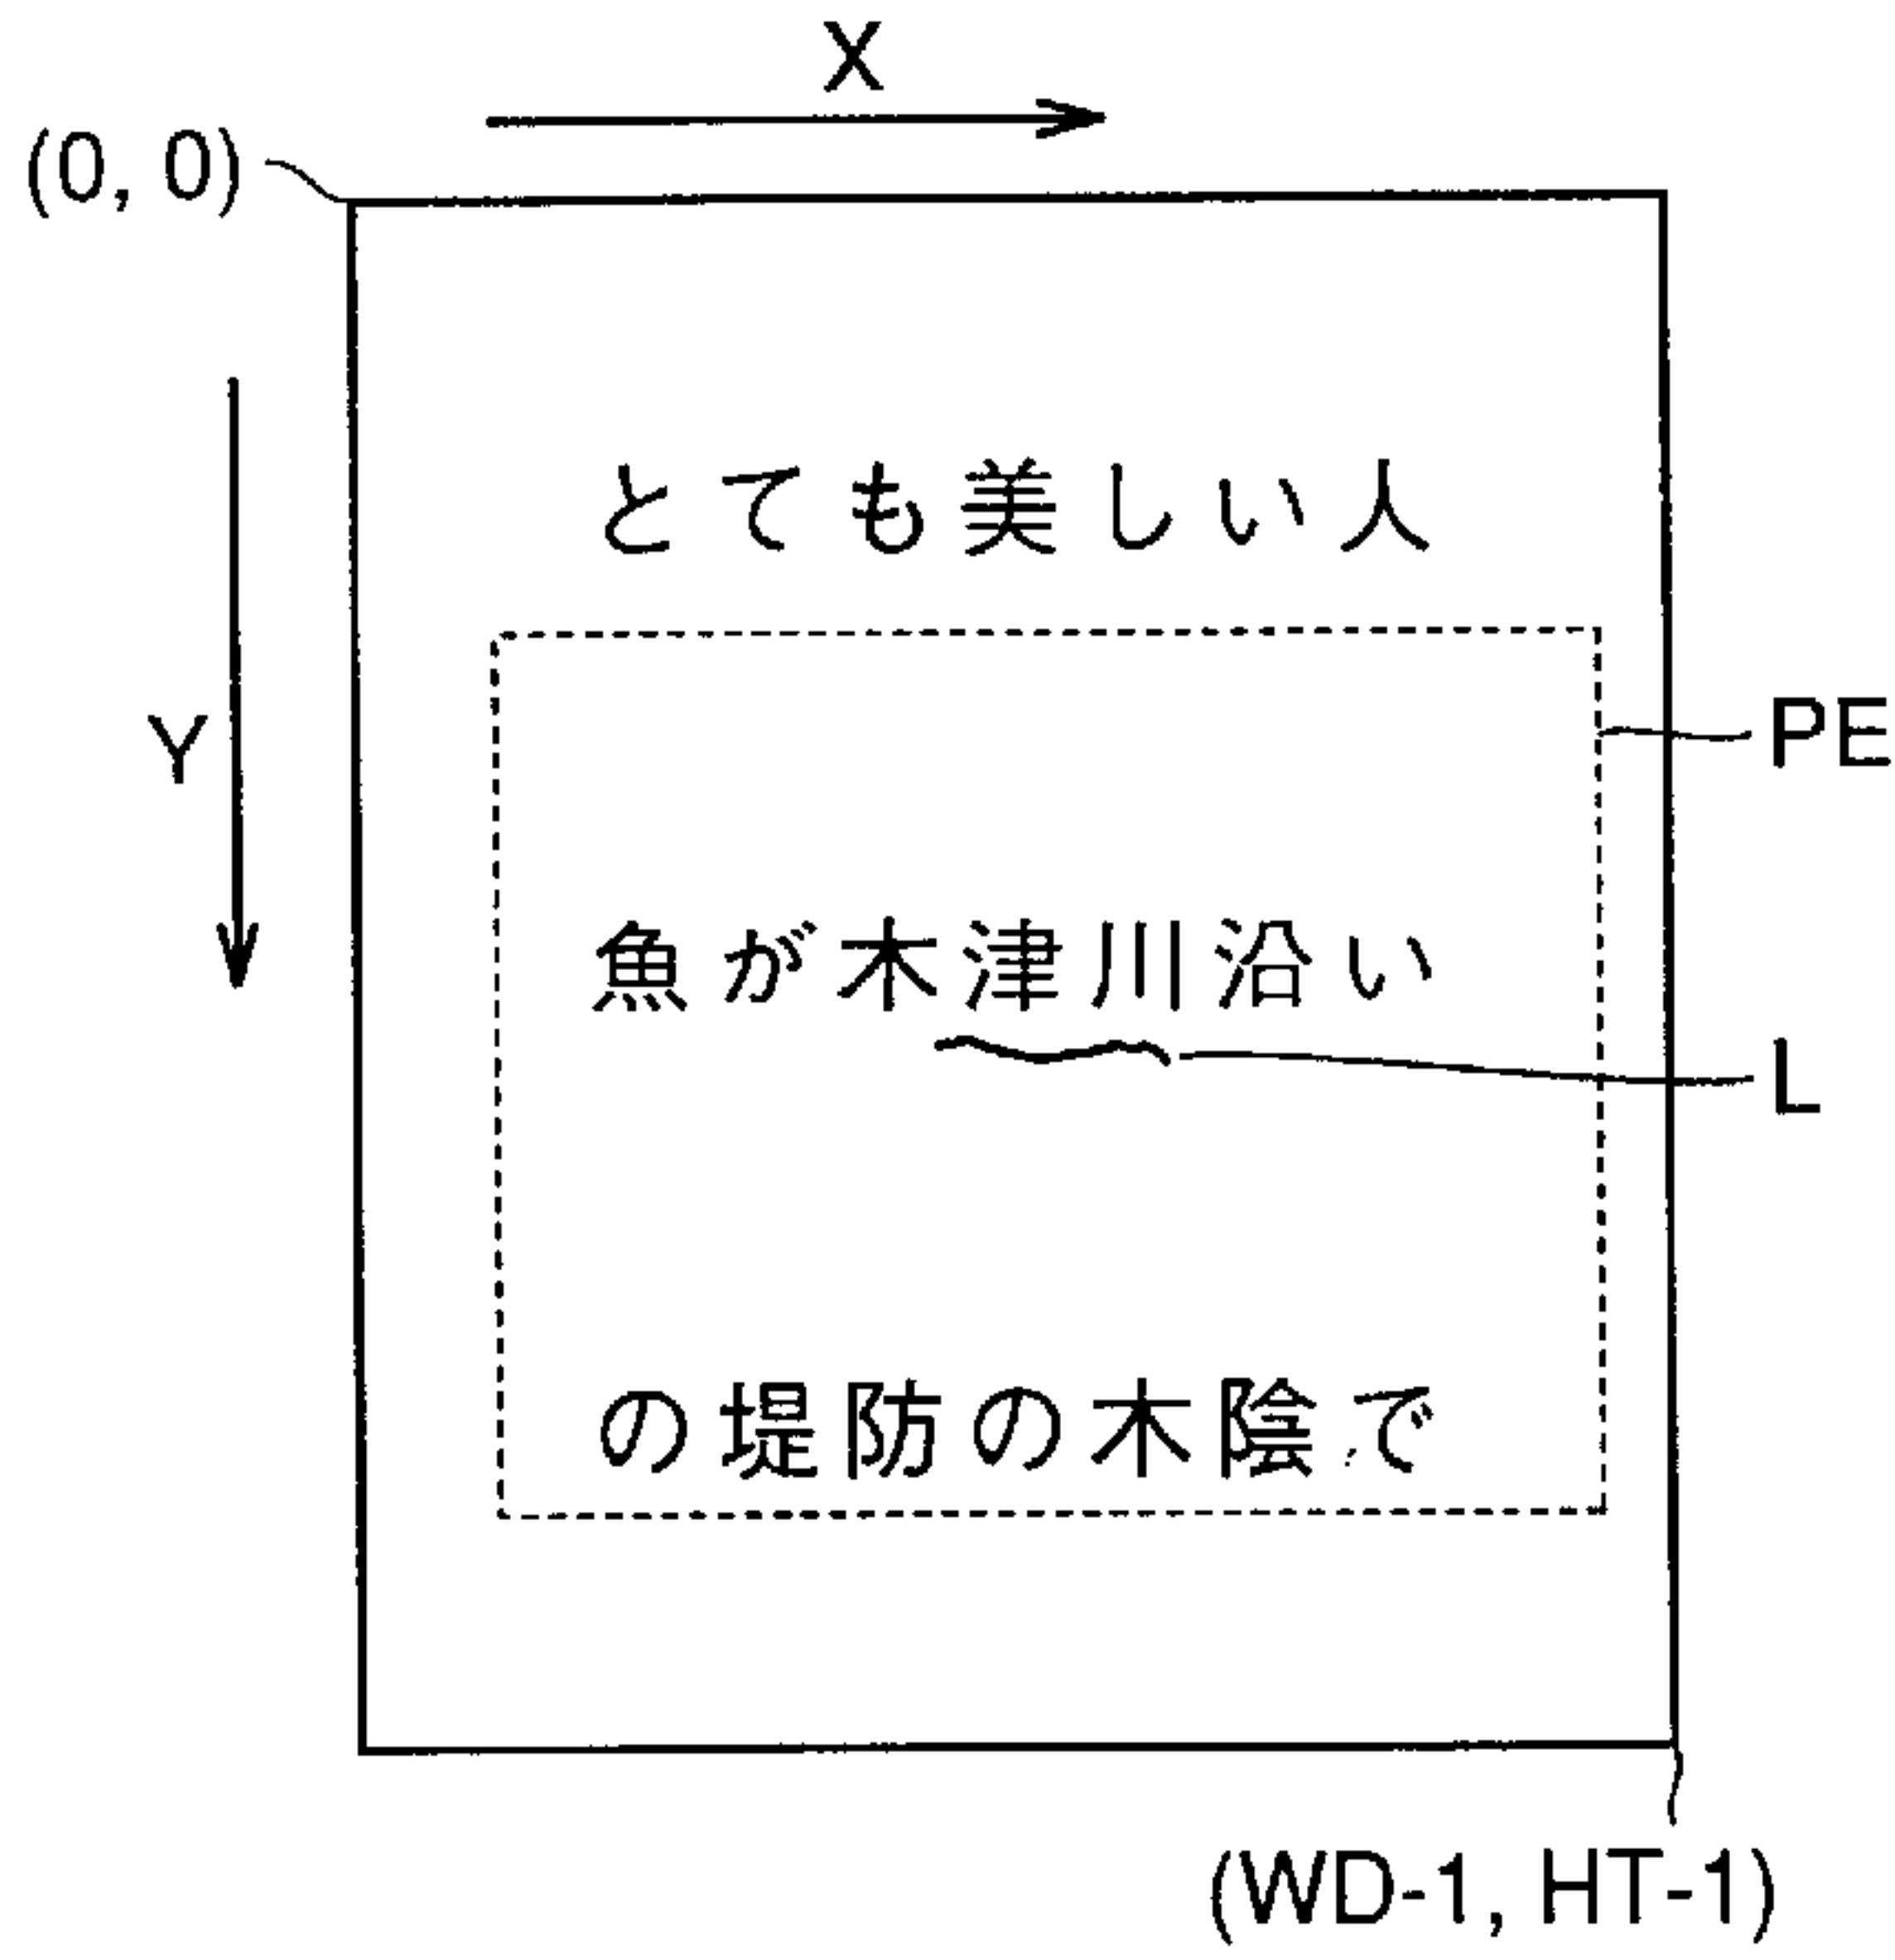 X
(0, 0)
とても美しい人
Y
PE
魚が木津川沿い
L
の堤防の木陰で
(WD-1, HT-1)